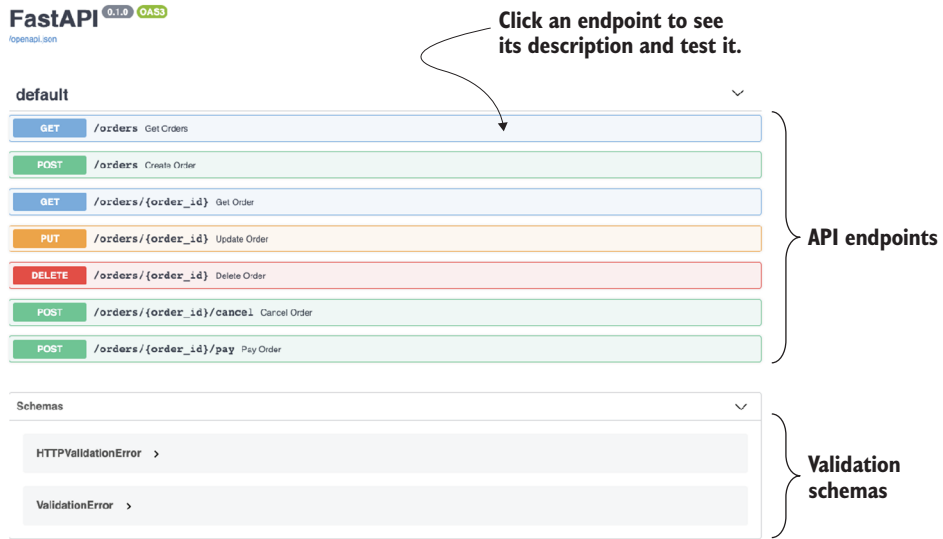 FastAPI 0.1.0 OAS3
/openapi.json
Click an endpoint to see
its description and test it.
default
GET /orders Get Orders
POST /orders Create Order
GET /orders/{order_id} Get Order
PUT /orders/{order_id} Update Order
DELETE /orders/{order_id} Delete Order
POST /orders/{order_id}/cancel Cancel Order
POST /orders/{order_id}/pay Pay Order
API endpoints
Schemas
HTTPValidationError
ValidationError
Validation
schemas